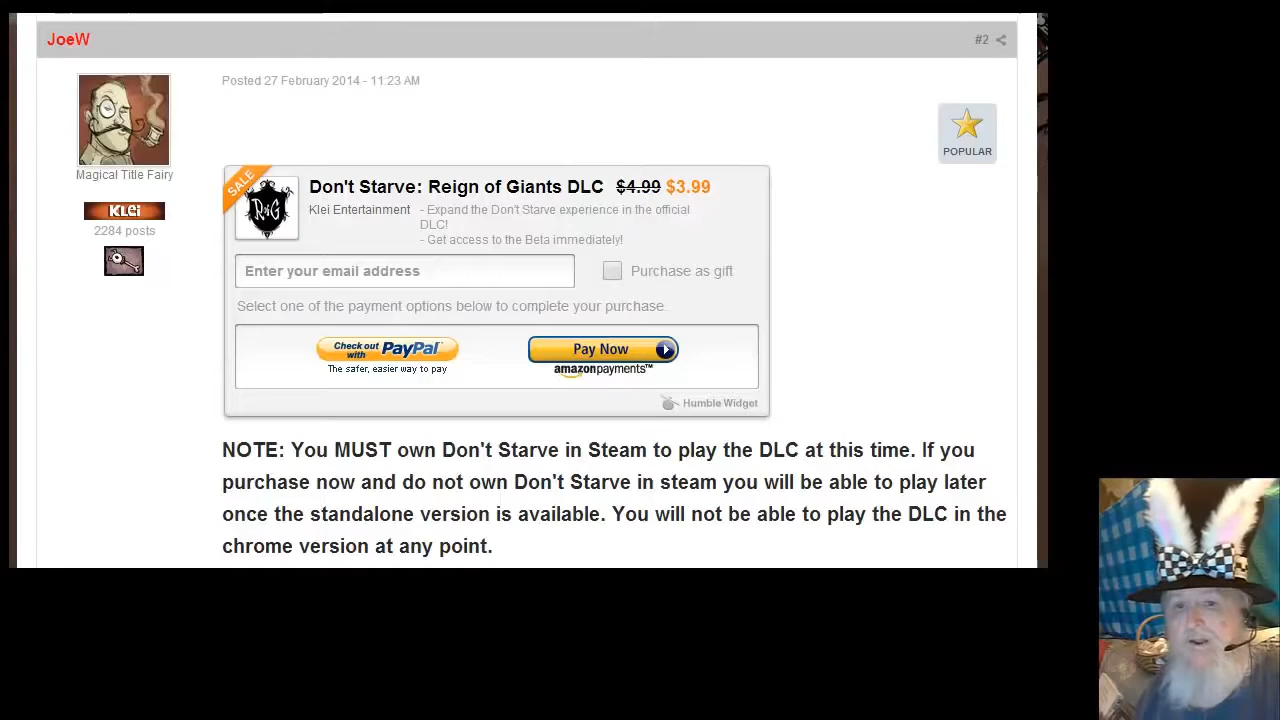 JoeW
#2
Posted 27 February 2014 - 11:23 AM
POPULAR
Magical Title Fairy
KLei
2284 posts
SALE
RoG
Don't Starve: Reign of Giants DLC $4.99 $3.99
Klei Entertainment - Expand the Don't Starve experience in the official
DLC!
- Get access to the Beta immediately!
Enter your email address
Purchase as gift
Select one of the payment options below to complete your purchase.
Check out with PayPal
The safer, easier way to pay
Pay Now
amazonpayments™
Humble Widget
NOTE: You MUST own Don't Starve in Steam to play the DLC at this time. If you
purchase now and do not own Don't Starve in steam you will be able to play later
once the standalone version is available. You will not be able to play the DLC in the
chrome version at any point.